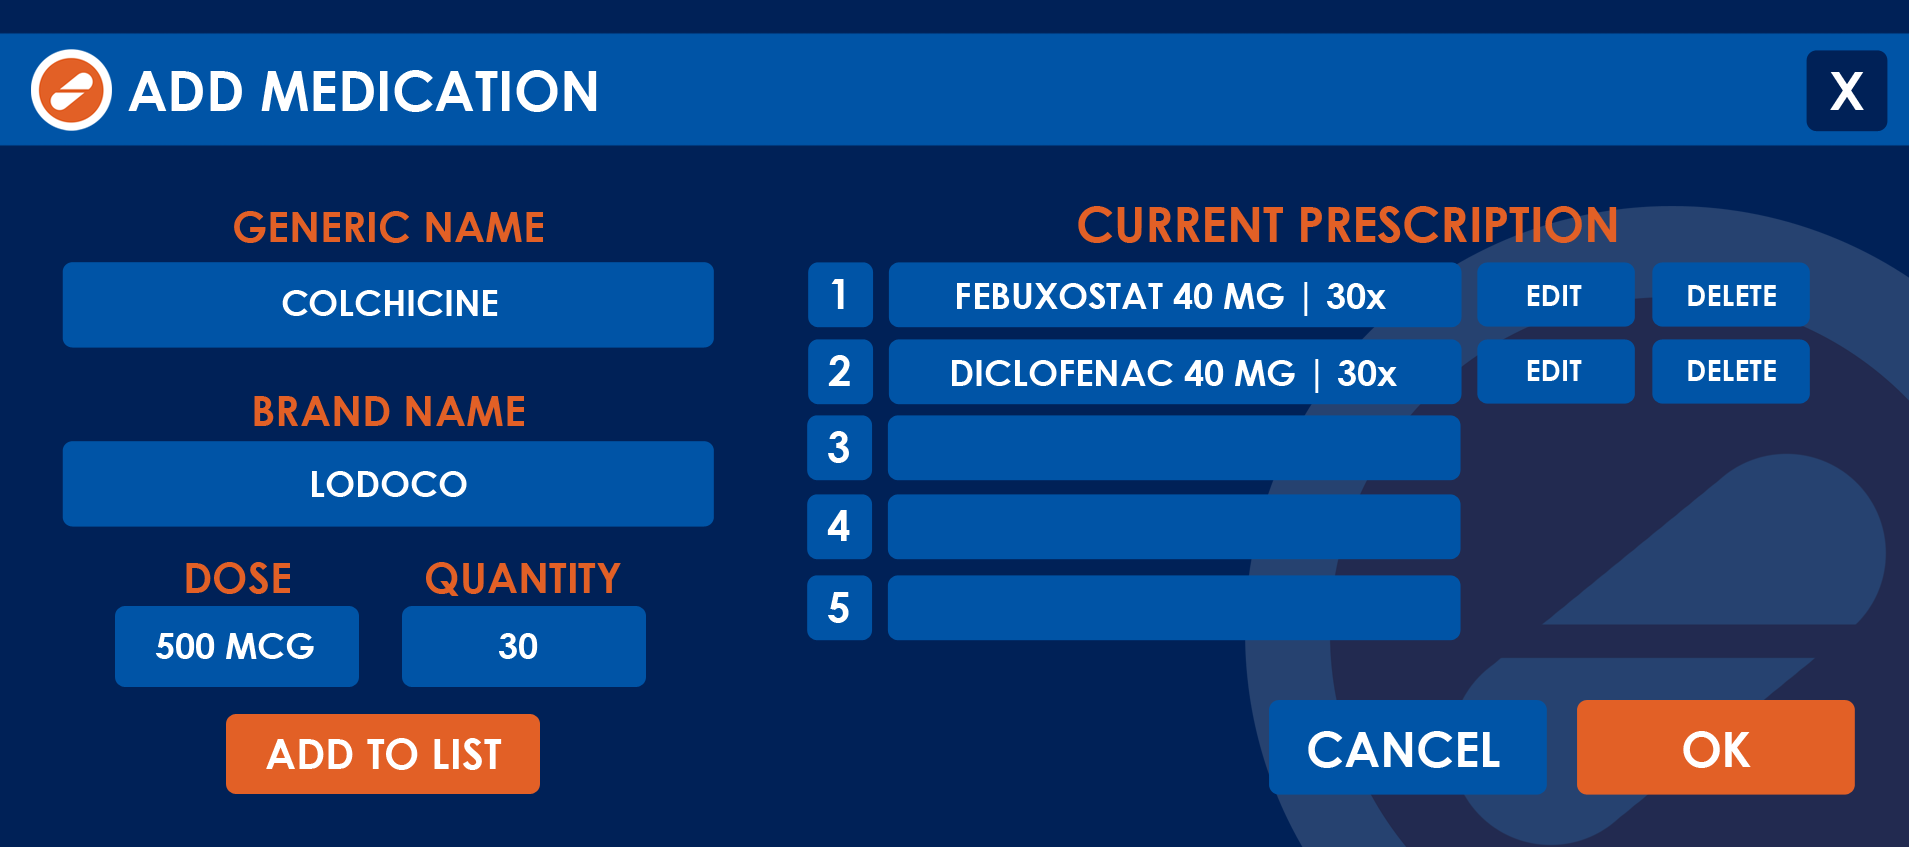 ADD MEDICATION
X
GENERIC NAME
COLCHICINE
BRAND NAME
LODOCO
DOSE
QUANTITY
500 MCG
30
ADD TO LIST
CURRENT PRESCRIPTION
1 FEBUXOSTAT 40 MG | 30x EDIT DELETE
2 DICLOFENAC 40 MG | 30x EDIT DELETE
3
4
5
CANCEL
OK